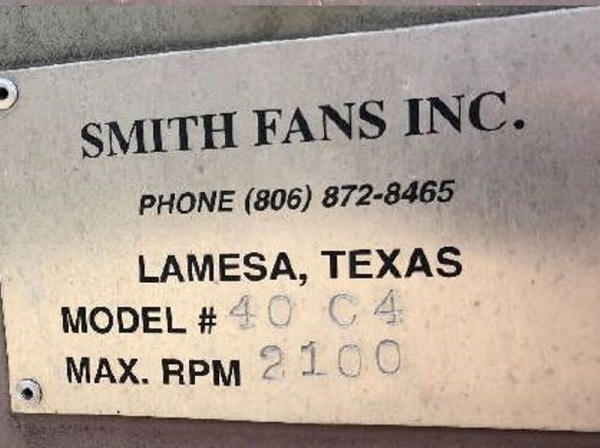 SMITH FANS INC.
PHONE (806) 872-8465
LAMESA, TEXAS
MODEL # 40 C4
MAX. RPM 2100